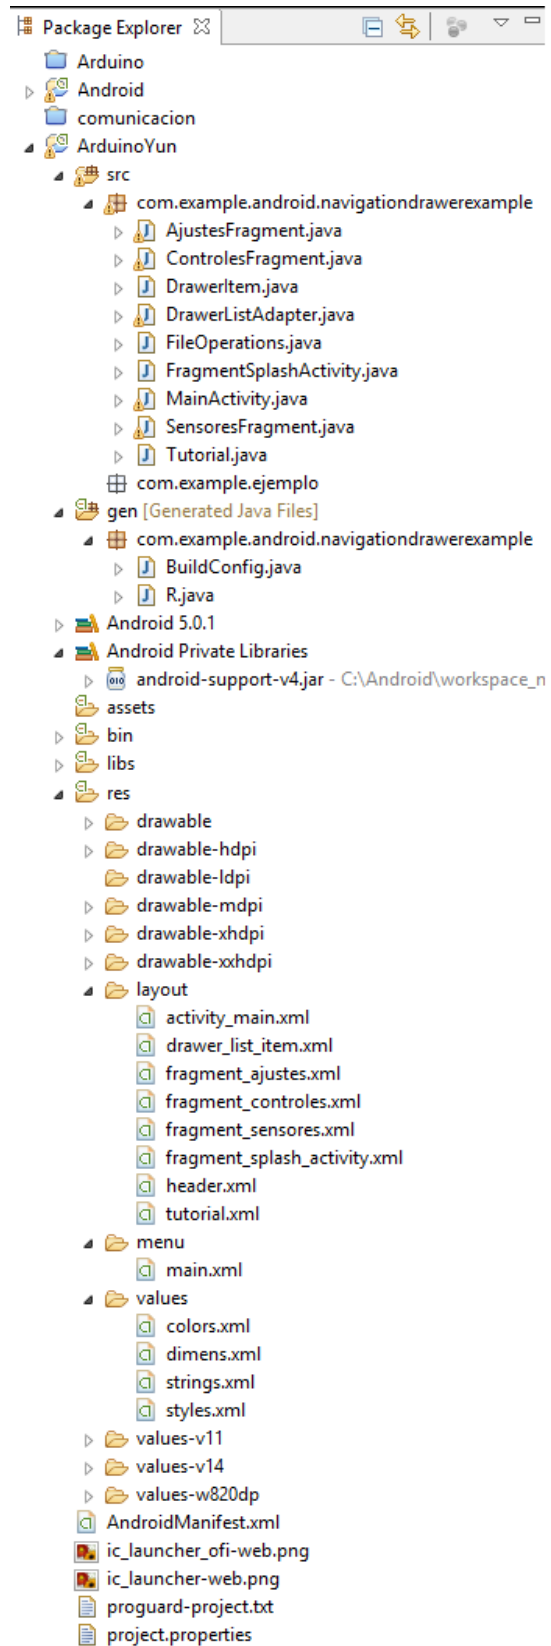 Package Explorer
Arduino
Android
comunicacion
ArduinoYun
src
com.example.android.navigationdrawerexample
AjustesFragment.java
ControlesFragment.java
DrawerItem.java
DrawerListAdapter.java
FileOperations.java
FragmentSplashActivity.java
MainActivity.java
SensoresFragment.java
Tutorial.java
com.example.ejemplo
gen [Generated Java Files]
com.example.android.navigationdrawerexample
BuildConfig.java
R.java
Android 5.0.1
Android Private Libraries
android-support-v4.jar - C:\Android\workspace_n
assets
bin
libs
res
drawable
drawable-hdpi
drawable-ldpi
drawable-mdpi
drawable-xhdpi
drawable-xxhdpi
layout
activity_main.xml
drawer_list_item.xml
fragment_ajustes.xml
fragment_controles.xml
fragment_sensores.xml
fragment_splash_activity.xml
header.xml
tutorial.xml
menu
main.xml
values
colors.xml
dimens.xml
strings.xml
styles.xml
values-v11
values-v14
values-w820dp
AndroidManifest.xml
ic_launcher_ofi-web.png
ic_launcher-web.png
proguard-project.txt
project.properties